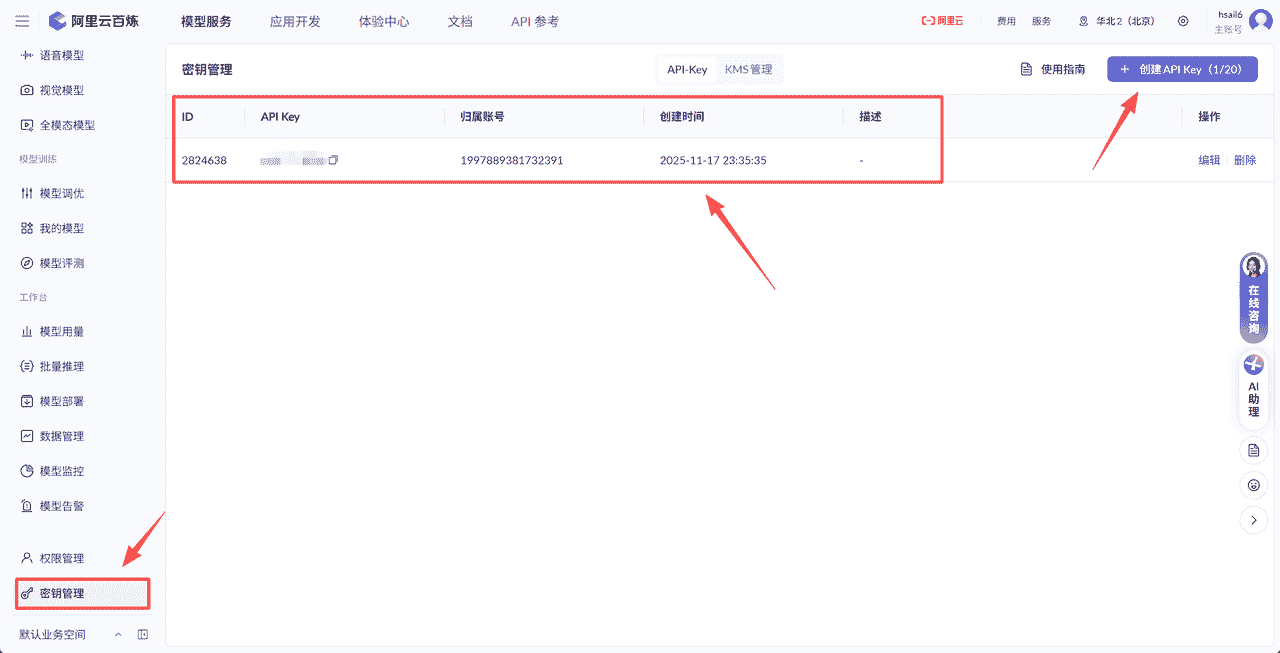 阿里云百炼
模型服务
应用开发
体验中心
文档
API 参考
阿里云
费用
服务
华北2（北京）
hsail6
主账号
语音模型
视觉模型
全模态模型
模型训练
模型调优
我的模型
模型评测
工作台
模型用量
批量推理
模型部署
数据管理
模型监控
模型告警
权限管理
密钥管理
默认业务空间
密钥管理
API-Key
KMS 管理
使用指南
+ 创建 API Key（1/20）
ID API Key 归属账号 创建时间 描述 操作
2824638 1997889381732391 2025-11-17 23:35:35 - 编辑 删除
在线咨询
AI助理